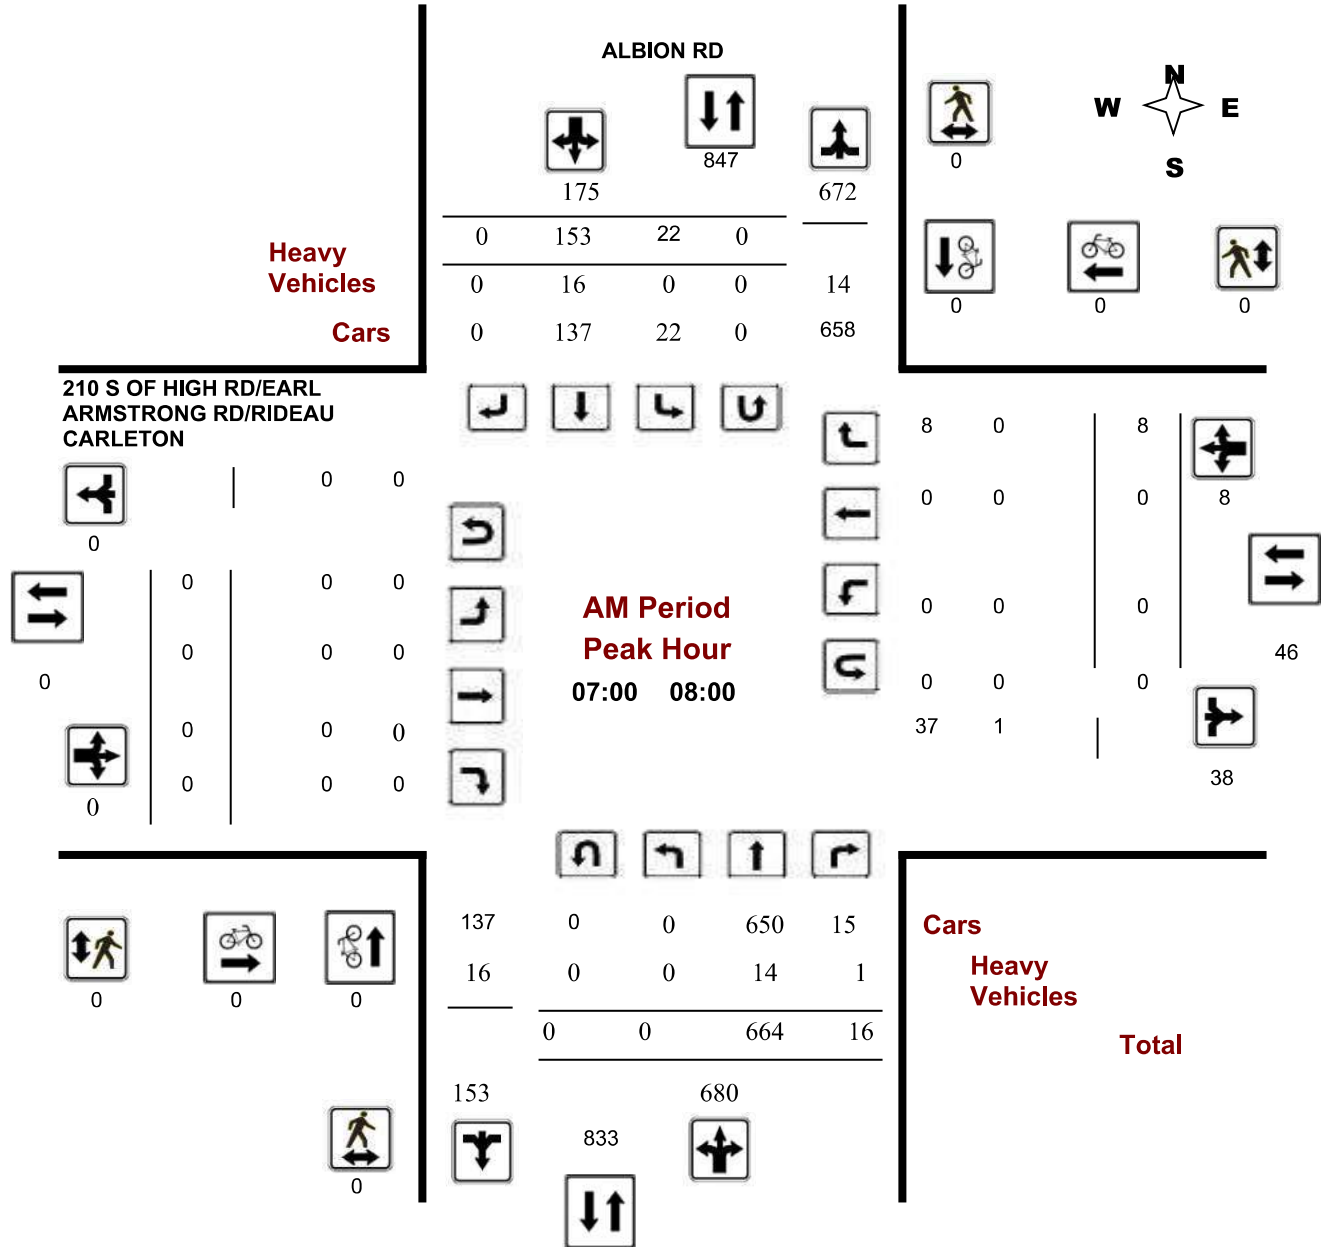 ALBION RD
N
W E
S
847
0
175 672
0 153 22 0
Heavy
Vehicles
0 16 0 0 14
0 0 0
Cars
0 137 22 0 658
210 S OF HIGH RD/EARL
ARMSTRONG RD/RIDEAU
CARLETON
8 0 8
0 0
0 0 0 8
0
0 0 0
0 0 0
AM Period
Peak Hour
0 0 0
46
0
07:00 08:00
0 0 0
0 0 0
37 1
0 0 0
38
0
137 0 0 650 15
Cars
16 0 0 14 1
Heavy
Vehicles
0 0 0
0 0 664 16
Total
153 680
833
0